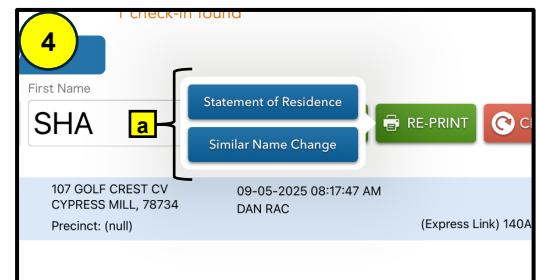 1 check-in found
4
First Name
SHA
a
Statement of Residence
Similar Name Change
RE-PRINT
107 GOLF CREST CV
CYPRESS MILL, 78734
Precinct: (null)
09-05-2025 08:17:47 AM
DAN RAC
(Express Link) 140A